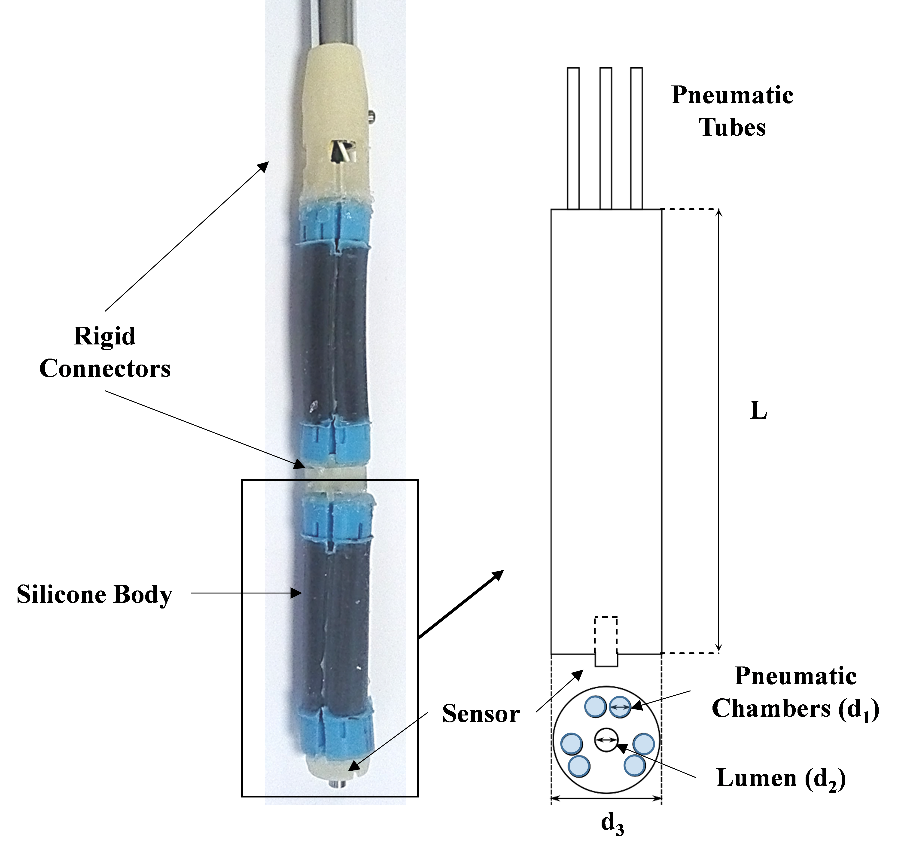 Pneumatic
Tubes
Rigid
Connectors
L
Silicone Body
Sensor
Pneumatic
Chambers (d₁)
Lumen (d₂)
d₃